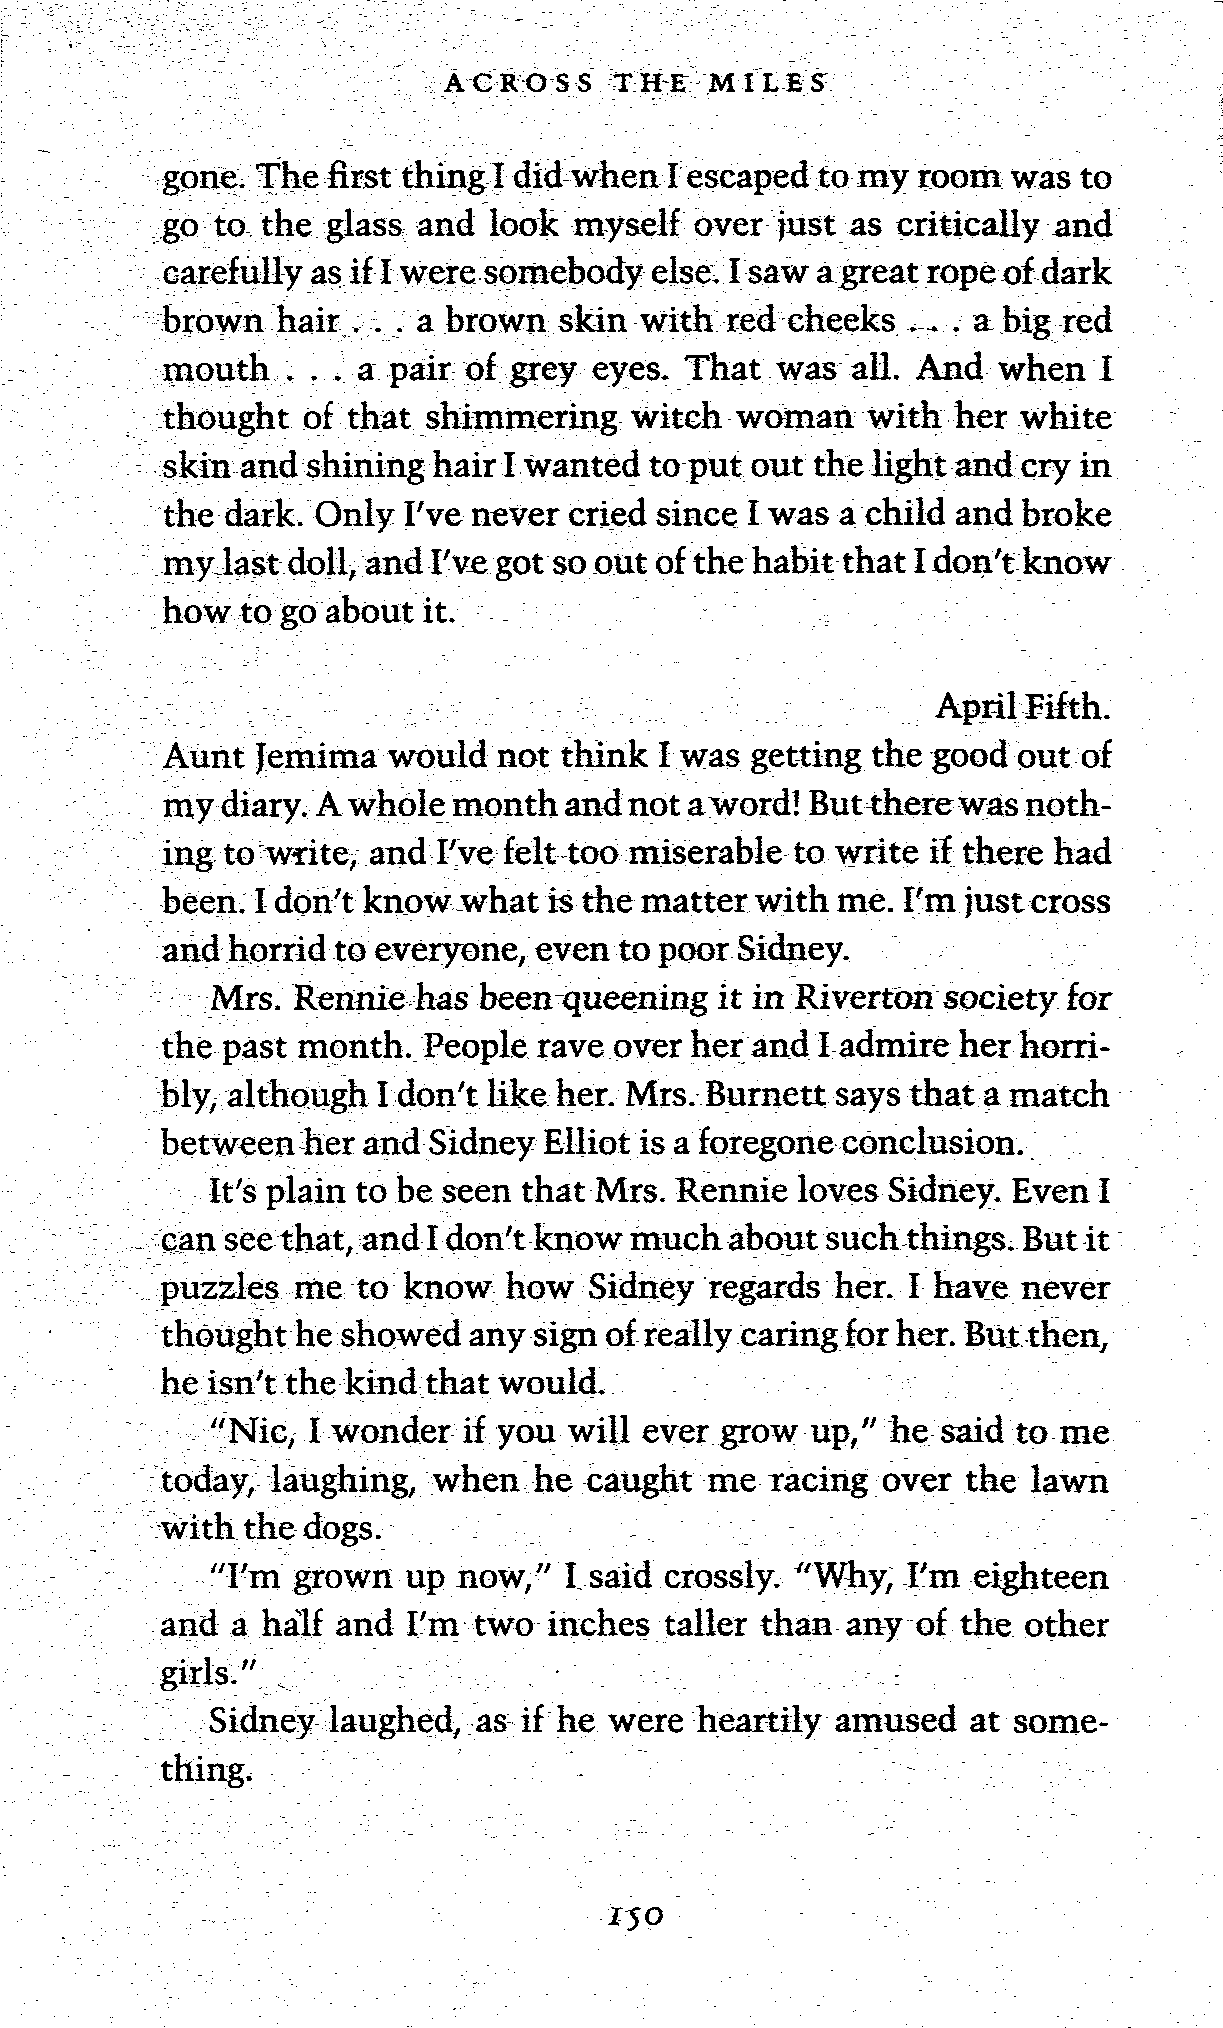 ACROSS THE MILES
gone. The first thing I did when I escaped to my room was to
go to the glass and look myself over just as critically and
carefully as if I were somebody else. I saw a great rope of dark
brown hair . . . a brown skin with red cheeks . . . a big red
mouth . . . a pair of grey eyes. That was all. And when I
thought of that shimmering witch woman with her white
skin and shining hair I wanted to put out the light and cry in
the dark. Only I've never cried since I was a child and broke
my last doll, and I've got so out of the habit that I don't know
how to go about it.
April Fifth.
Aunt Jemima would not think I was getting the good out of
my diary. A whole month and not a word! But there was noth-
ing to write, and I've felt too miserable to write if there had
been. I don't know what is the matter with me. I'm just cross
and horrid to everyone, even to poor Sidney.
Mrs. Rennie has been queening it in Riverton society for
the past month. People rave over her and I admire her horri-
bly, although I don't like her. Mrs. Burnett says that a match
between her and Sidney Elliot is a foregone conclusion.
It's plain to be seen that Mrs. Rennie loves Sidney. Even I
can see that, and I don't know much about such things. But it
puzzles me to know how Sidney regards her. I have never
thought he showed any sign of really caring for her. But then,
he isn't the kind that would.
"Nic, I wonder if you will ever grow up," he said to me
today, laughing, when he caught me racing over the lawn
with the dogs.
"I'm grown up now," I said crossly. "Why, I'm eighteen
and a half and I'm two inches taller than any of the other
girls."
Sidney laughed, as if he were heartily amused at some-
thing.
150